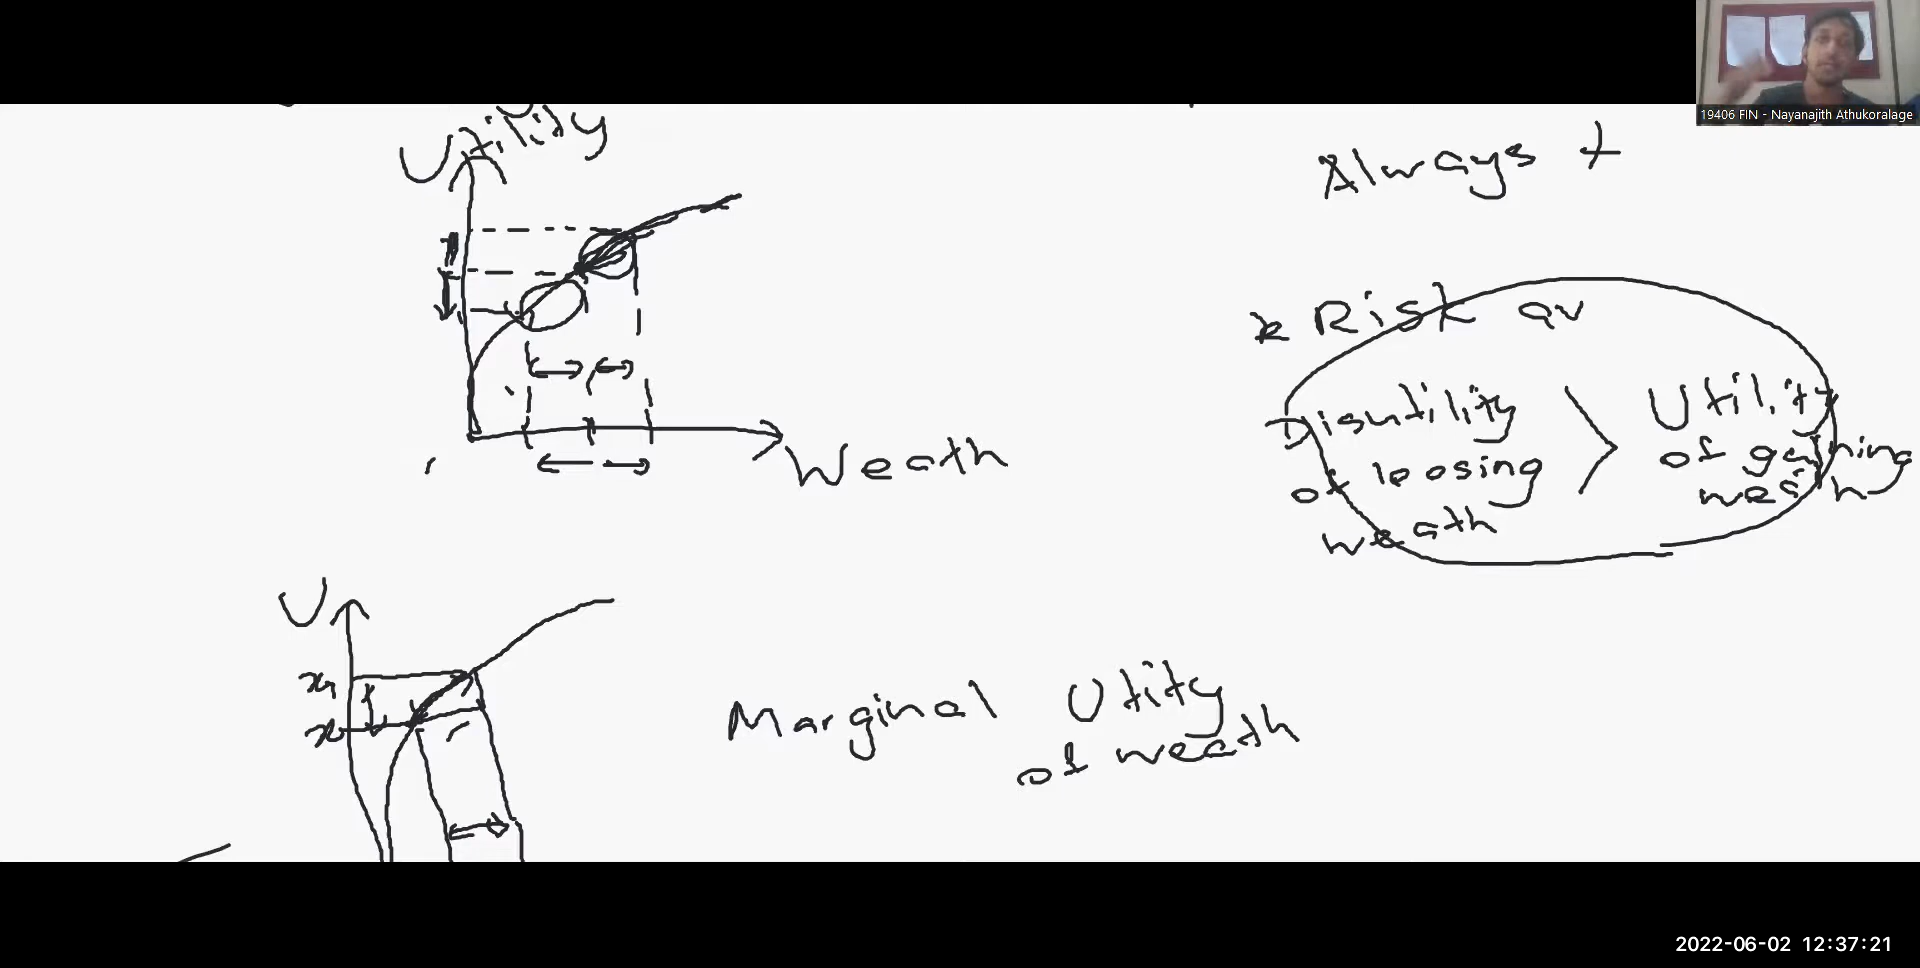 19406 FIN - Nayanajith Athukoralage
Utility
Always +
* Risk av
Disutility
of loosing
weath
>
Utility
of gaining
Weath
U
x1
x
Marginal Utity
of weath
2022-06-02 12:37:21